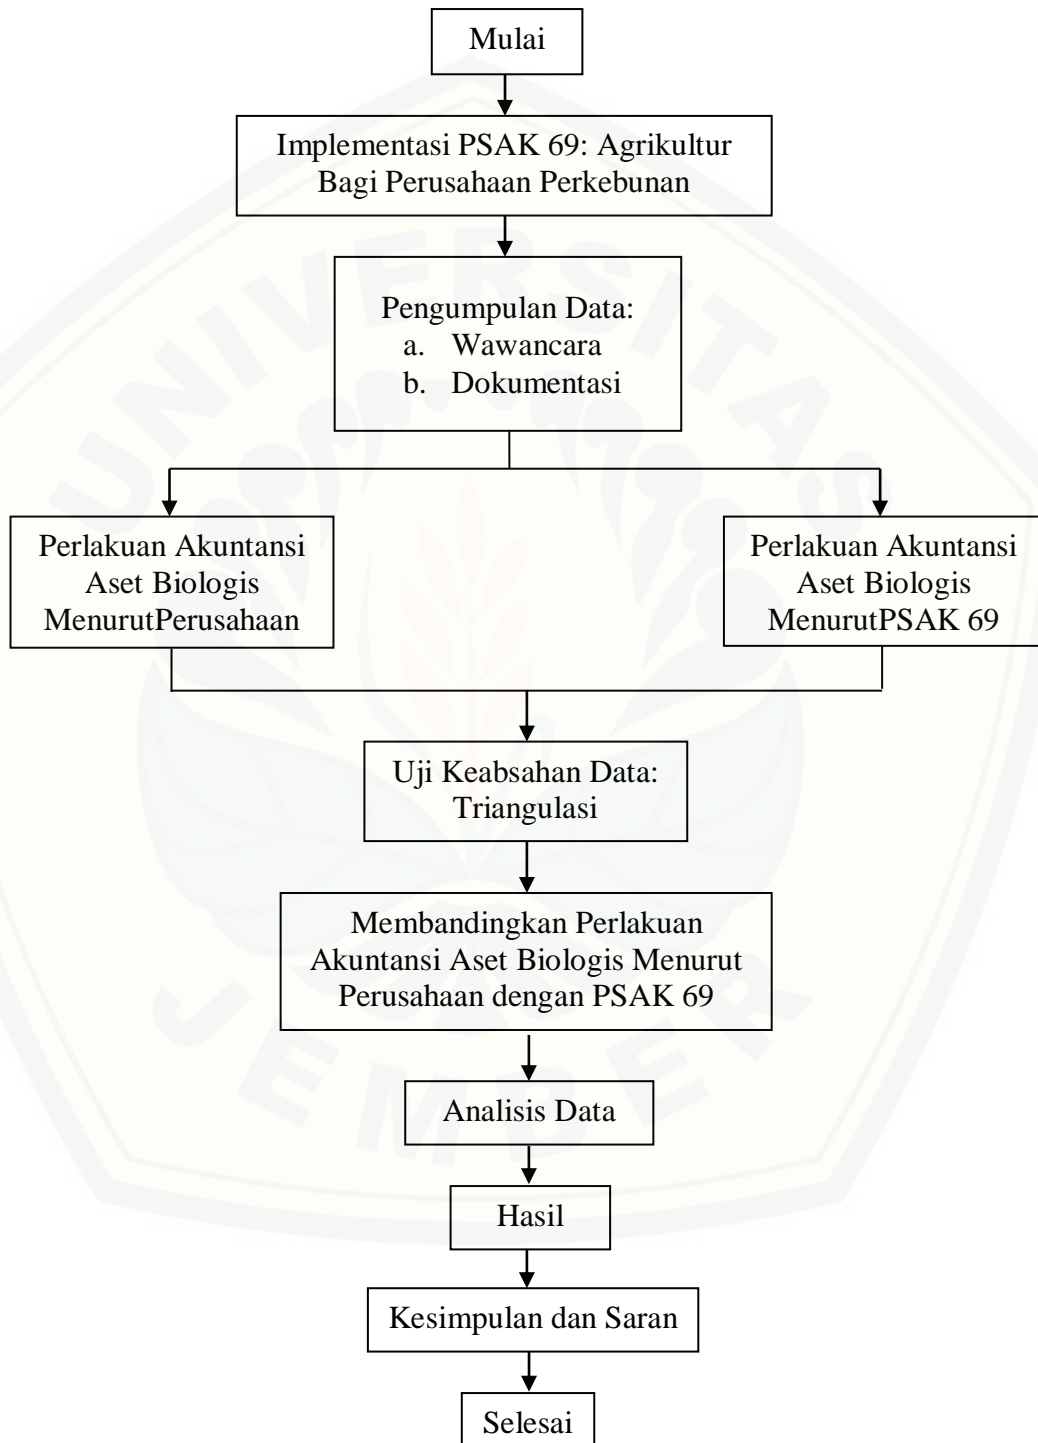 Mulai
Implementasi PSAK 69: Agrikultur
Bagi Perusahaan Perkebunan
Pengumpulan Data:
a. Wawancara
b. Dokumentasi
Perlakuan Akuntansi
Aset Biologis
MenurutPerusahaan
Perlakuan Akuntansi
Aset Biologis
MenurutPSAK 69
Uji Keabsahan Data:
Triangulasi
Membandingkan Perlakuan
Akuntansi Aset Biologis Menurut
Perusahaan dengan PSAK 69
Analisis Data
Hasil
Kesimpulan dan Saran
Selesai
UNIVERSITAS
JEMBER